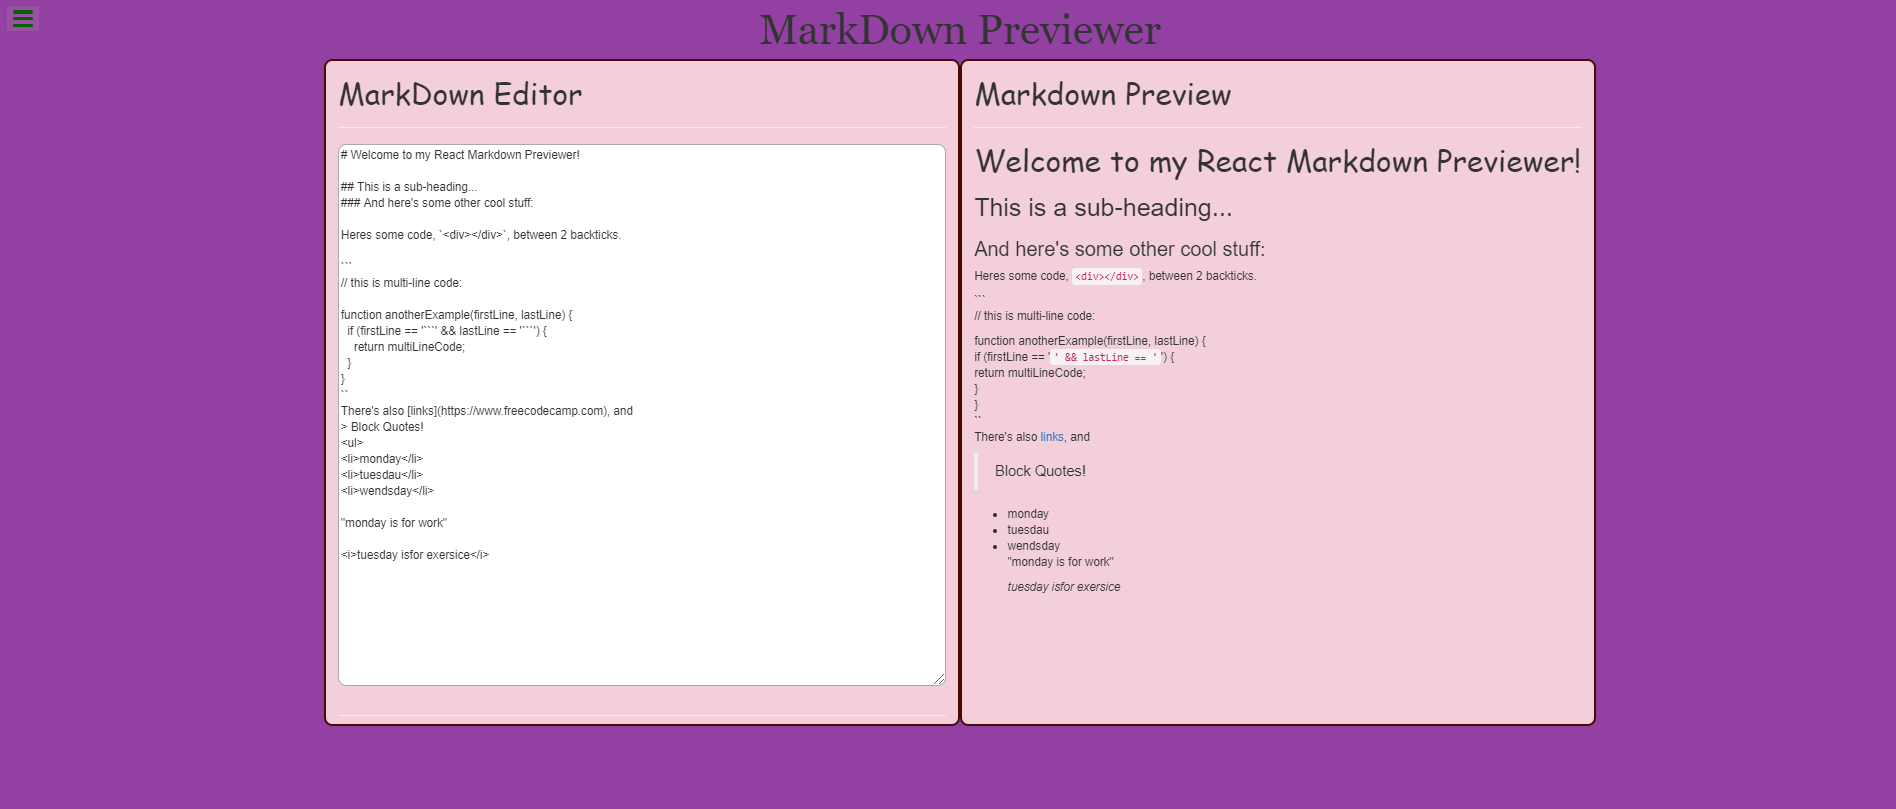 MarkDown Previewer
MarkDown Editor
# Welcome to my React Markdown Previewer!
## This is a sub-heading...
### And here's some other cool stuff:
Heres some code, `<div></div>`, between 2 backticks.
```
// this is multi-line code:
function anotherExample(firstLine, lastLine) {
  if (firstLine == '```' && lastLine == '```') {
    return multiLineCode;
  }
}
``
There's also [links](https://www.freecodecamp.com), and
> Block Quotes!
<ul>
<li>monday</li>
<li>tuesdau</li>
<li>wendsday</li>
"monday is for work"
<i>tuesday isfor exersice</i>
Markdown Preview
Welcome to my React Markdown Previewer!
This is a sub-heading...
And here's some other cool stuff:
Heres some code, <div></div>, between 2 backticks.
```
// this is multi-line code:
function anotherExample(firstLine, lastLine) {
if (firstLine == '' && lastLine == '') {
return multiLineCode;
}
}
``
There's also links, and
Block Quotes!
monday
tuesdau
wendsday
"monday is for work"
tuesday isfor exersice